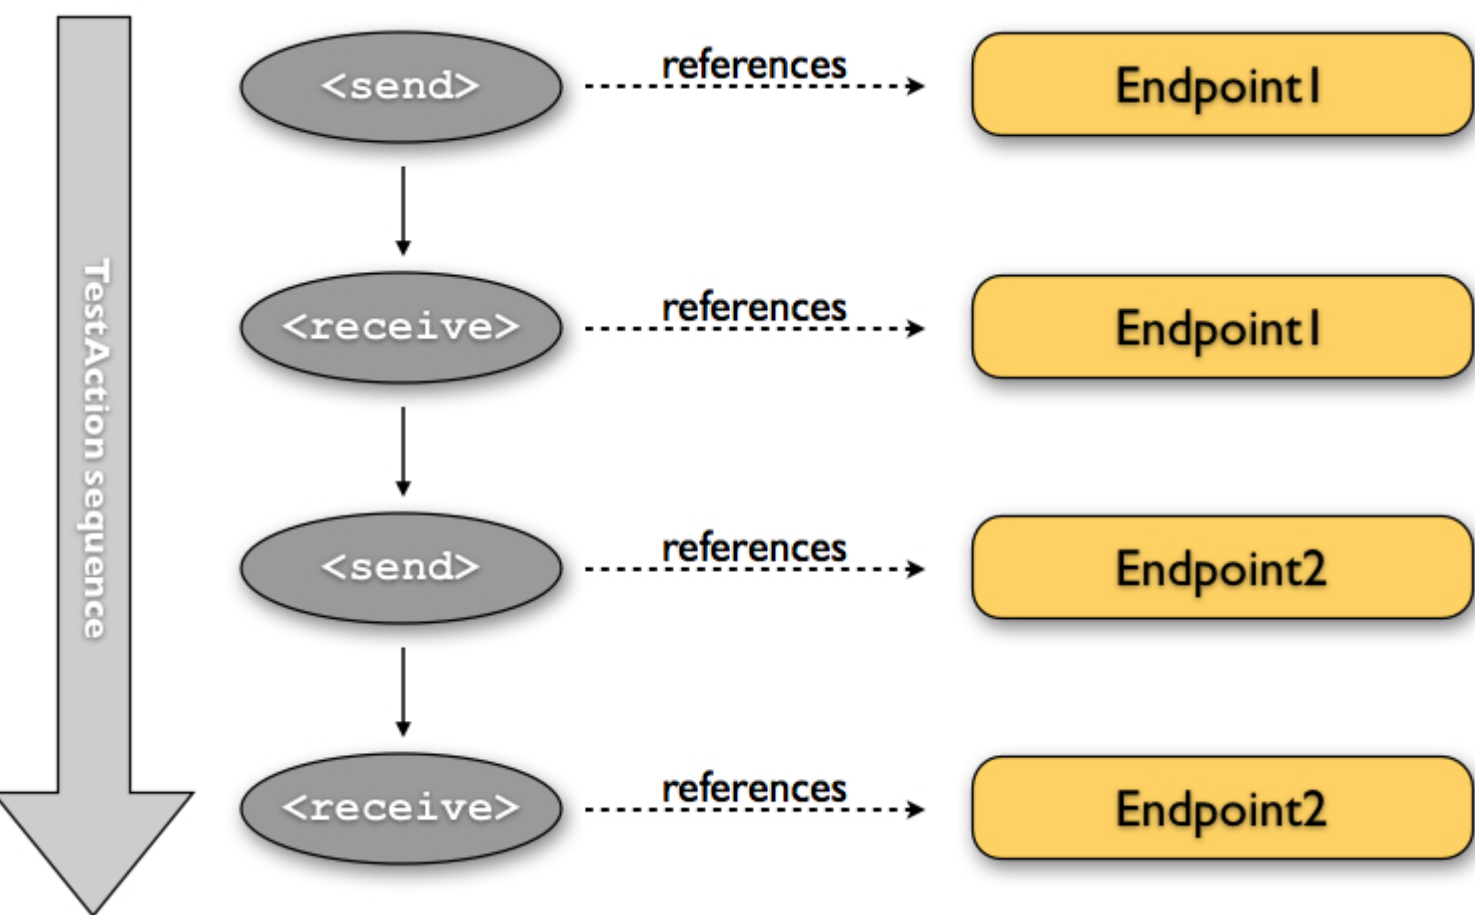 TestAction sequence
<send>
references
Endpoint1
<receive>
references
Endpoint1
<send>
references
Endpoint2
<receive>
references
Endpoint2